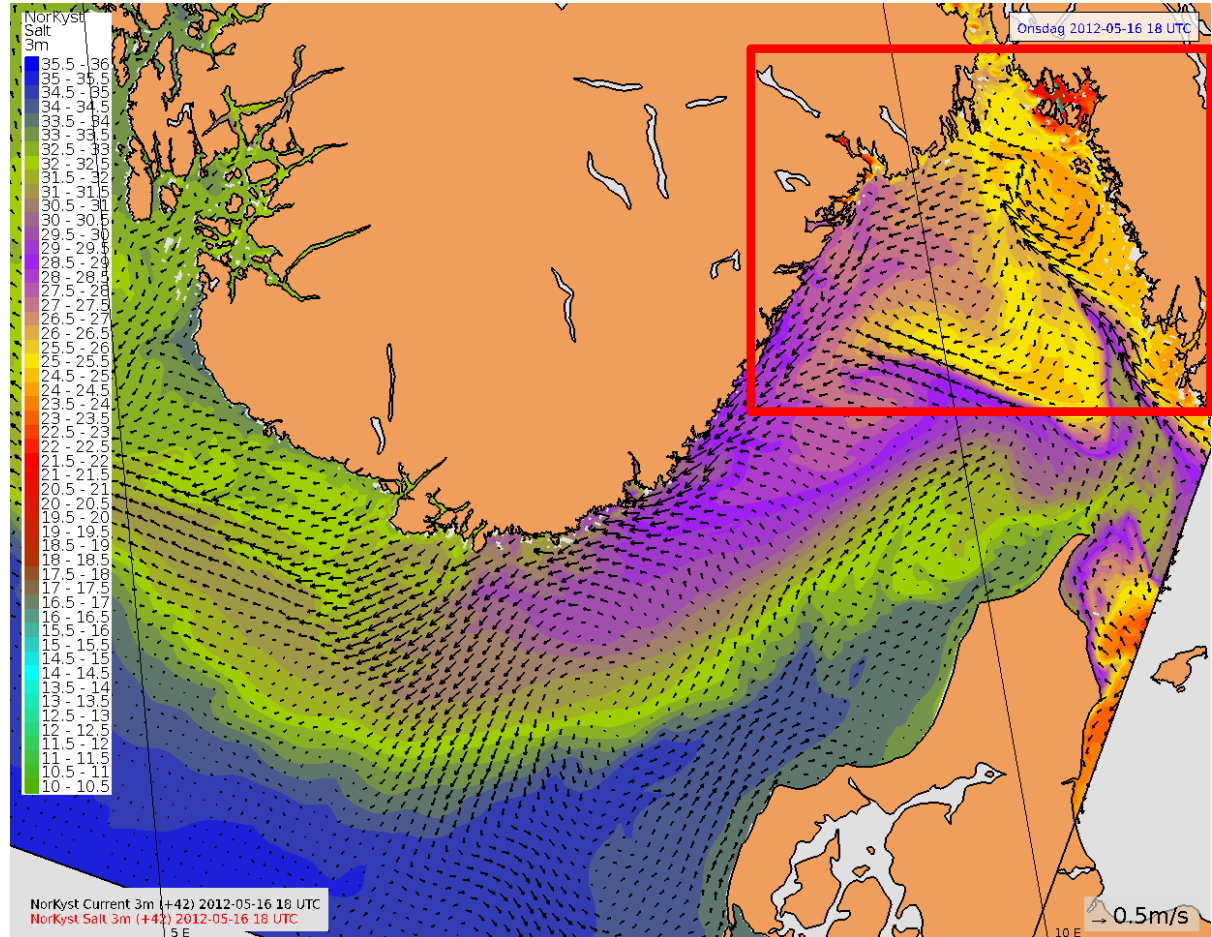 NorKyst
Salt
3m
35.5 - 36
35 - 35.5
34.5 - 35
34 - 34.5
33.5 - 34
33 - 33.5
32.5 - 33
32 - 32.5
31.5 - 32
31 - 31.5
30.5 - 31
30 - 30.5
29.5 - 30
29 - 29.5
28.5 - 29
28 - 28.5
27.5 - 28
27 - 27.5
26.5 - 27
26 - 26.5
25.5 - 26
25 - 25.5
24.5 - 25
24 - 24.5
23.5 - 24
23 - 23.5
22.5 - 23
22 - 22.5
21.5 - 22
21 - 21.5
20.5 - 21
20 - 20.5
19.5 - 20
19 - 19.5
18.5 - 19
18 - 18.5
17.5 - 18
17 - 17.5
16.5 - 17
16 - 16.5
15.5 - 16
15 - 15.5
14.5 - 15
14 - 14.5
13.5 - 14
13 - 13.5
12.5 - 13
12 - 12.5
11.5 - 12
11 - 11.5
10.5 - 11
10 - 10.5
Onsdag 2012-05-16 18 UTC
NorKyst Current 3m (+42) 2012-05-16 18 UTC
NorKyst Salt 3m (+42) 2012-05-16 18 UTC
0.5m/s
5 E
10 E